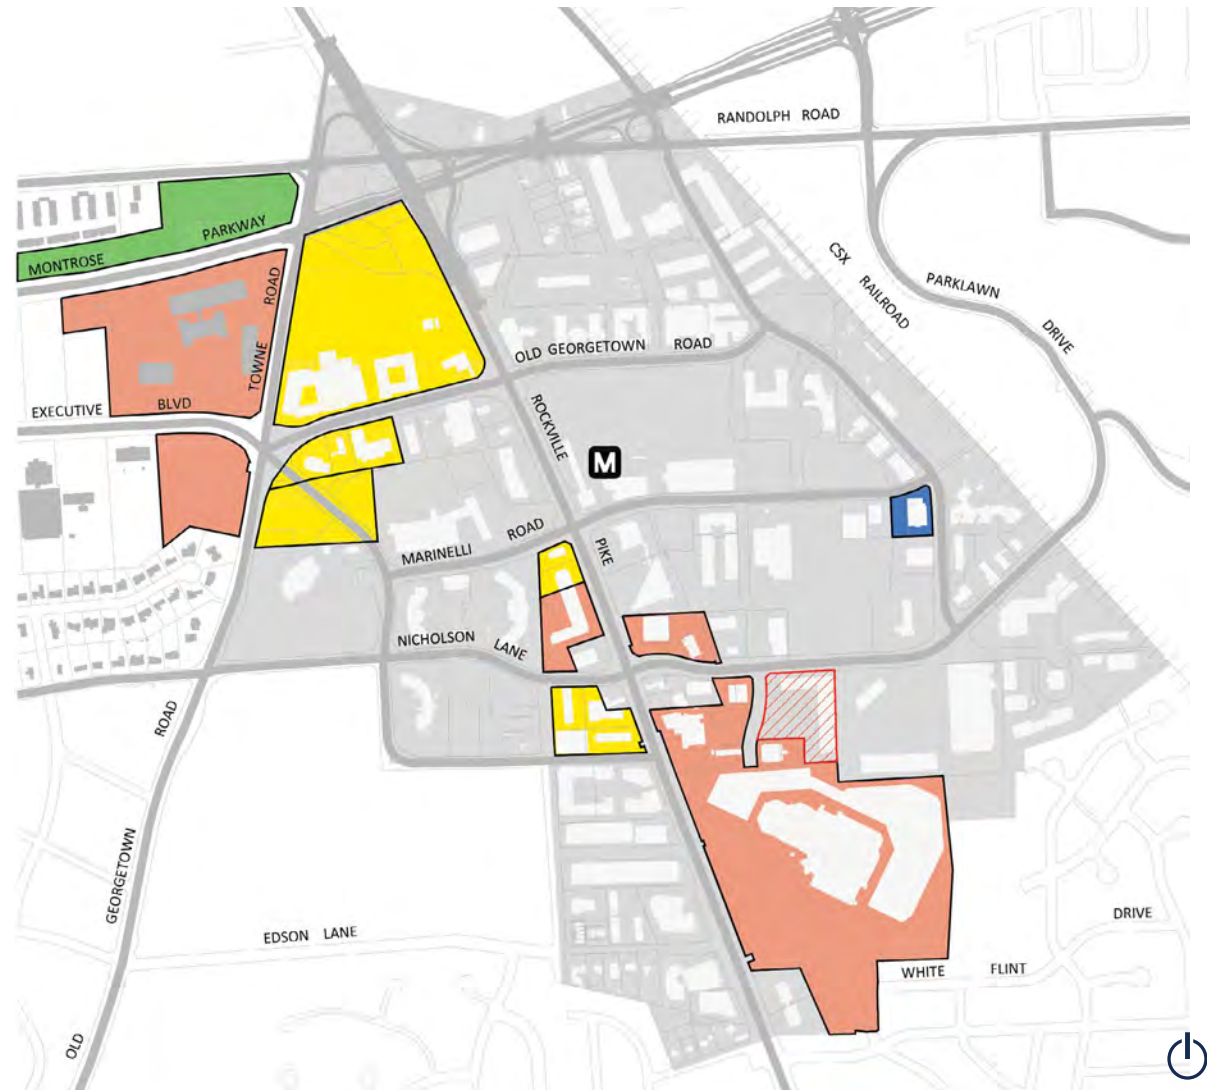 RANDOLPH ROAD
MONTROSE PARKWAY
CSX RAILROAD
PARKLAWN DRIVE
TOWNE ROAD
OLD GEORGETOWN ROAD
EXECUTIVE BLVD
ROCKVILLE PIKE
M
MARINELLI ROAD
NICHOLSON LANE
OLD GEORGETOWN ROAD
EDSON LANE
WHITE FLINT DRIVE